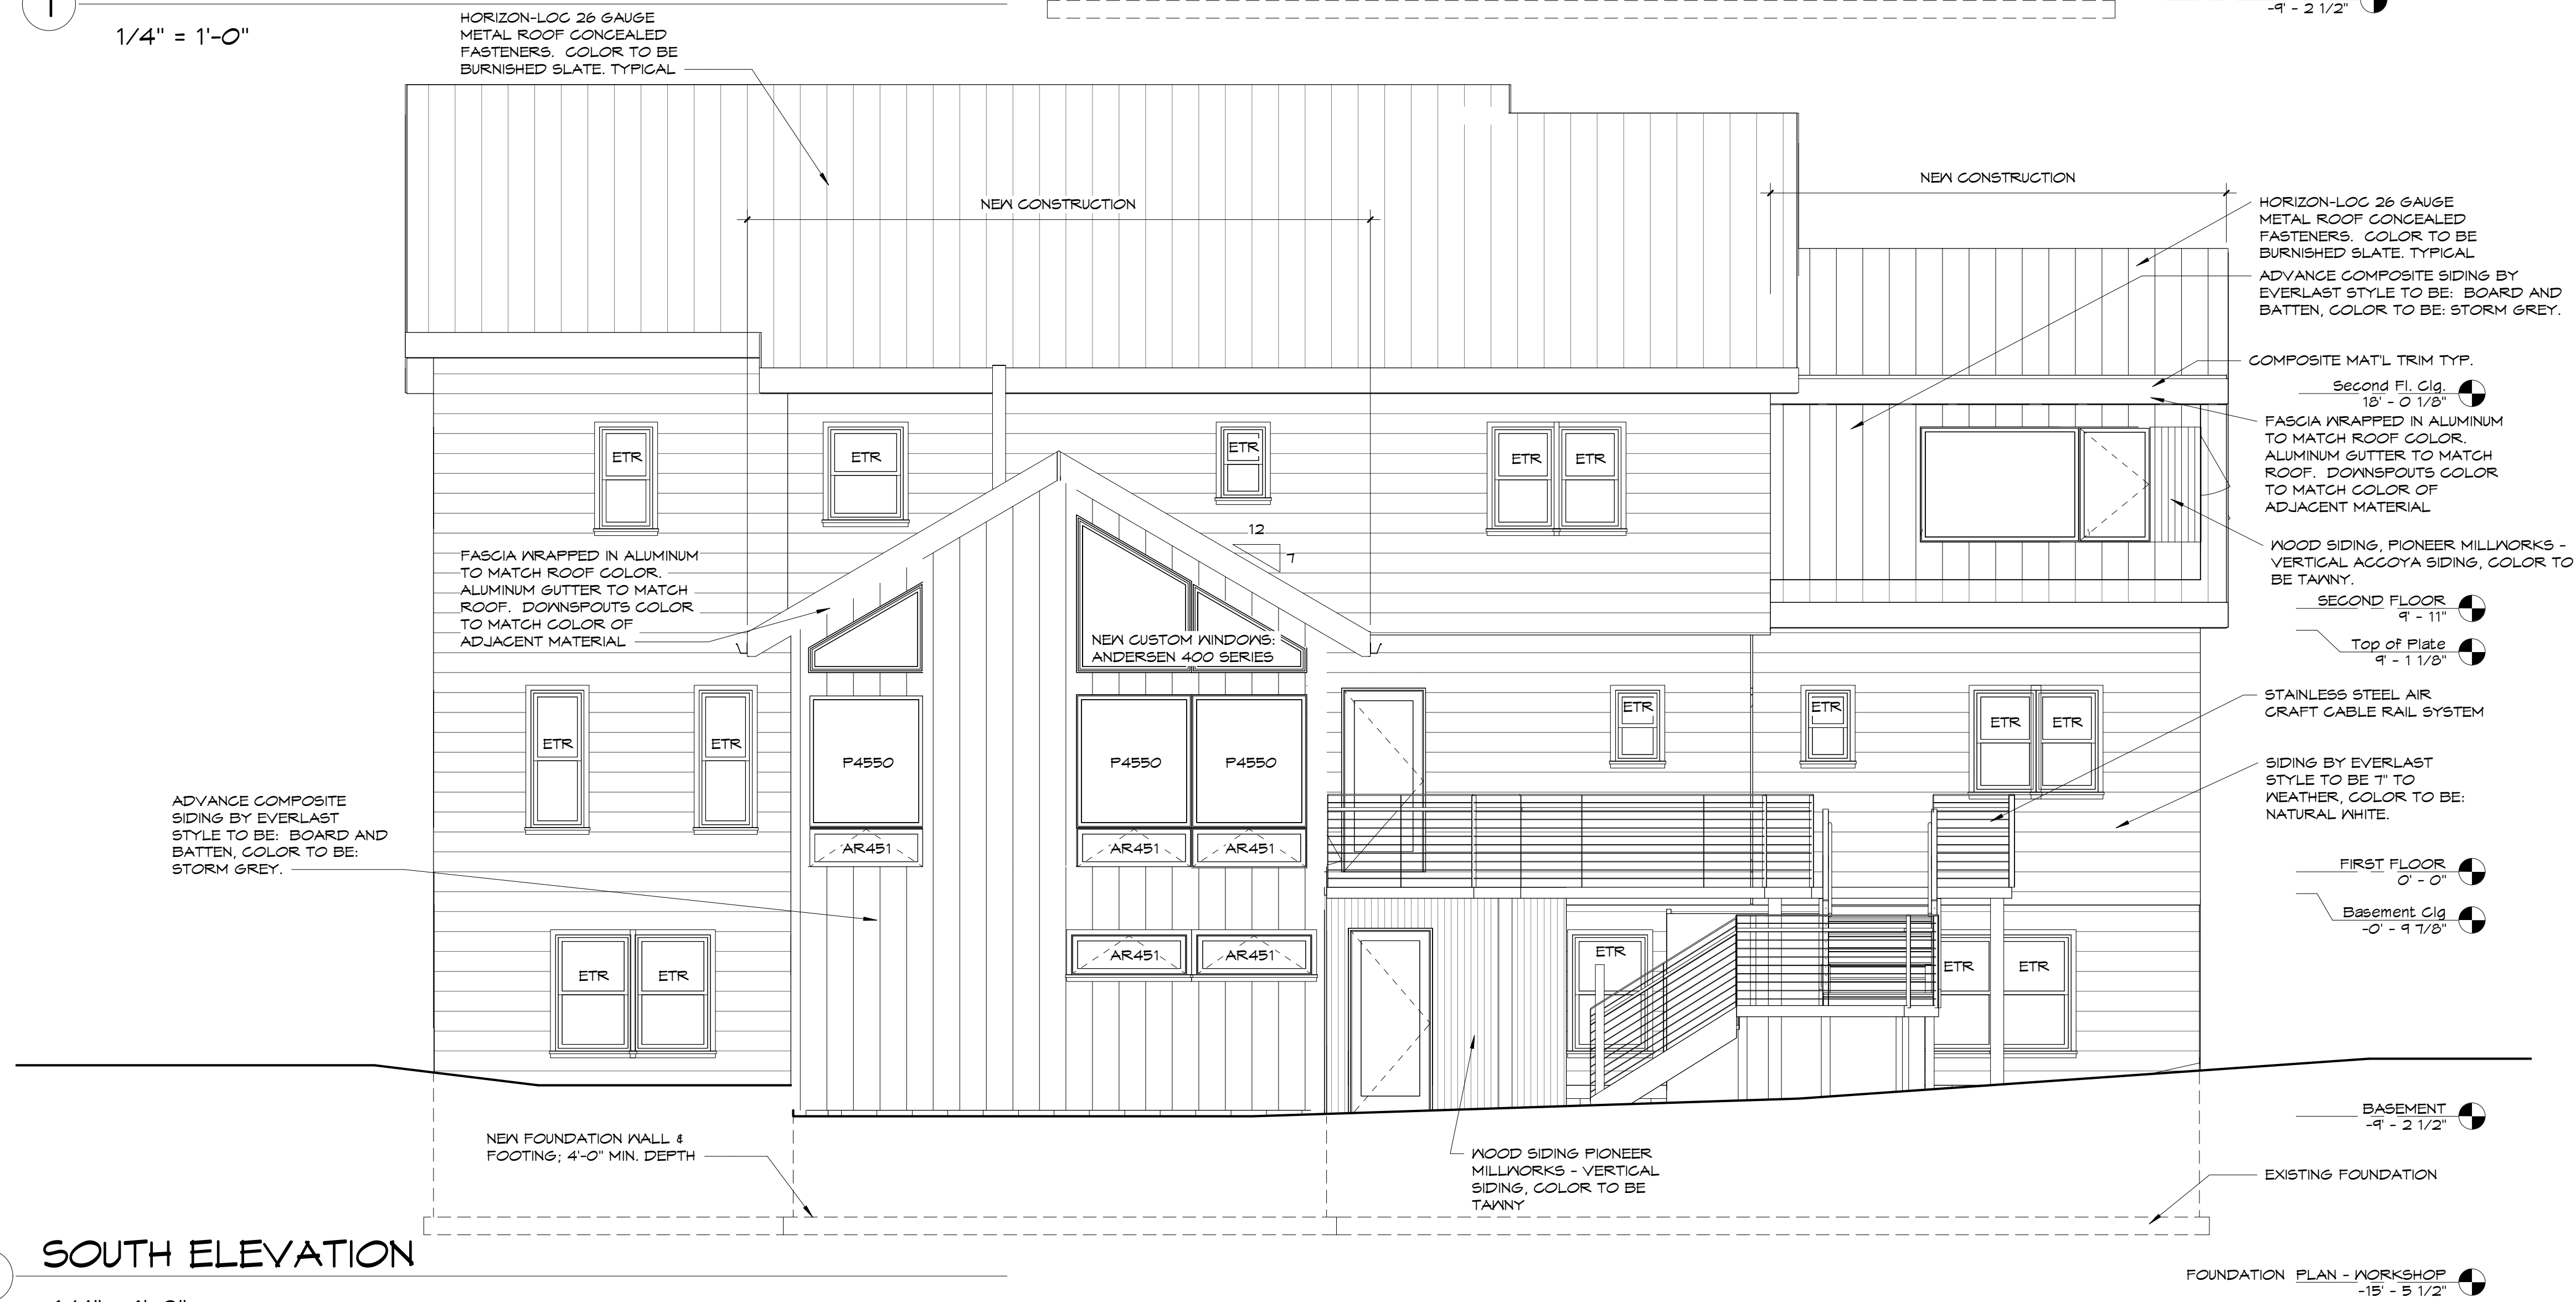 1
1/4" = 1'-0"
-9' - 2 1/2"
HORIZON-LOC 26 GAUGE
METAL ROOF CONCEALED
FASTENERS. COLOR TO BE
BURNISHED SLATE. TYPICAL
NEW CONSTRUCTION
NEW CONSTRUCTION
HORIZON-LOC 26 GAUGE
METAL ROOF CONCEALED
FASTENERS. COLOR TO BE
BURNISHED SLATE. TYPICAL
ADVANCE COMPOSITE SIDING BY
EVERLAST STYLE TO BE: BOARD AND
BATTEN, COLOR TO BE: STORM GREY.
COMPOSITE MAT'L TRIM TYP.
Second Fl. Clg.
18' - 0 1/8"
FASCIA WRAPPED IN ALUMINUM
TO MATCH ROOF COLOR.
ALUMINUM GUTTER TO MATCH
ROOF. DOWNSPOUTS COLOR
TO MATCH COLOR OF
ADJACENT MATERIAL
ETR
ETR
ETR
ETR
ETR
12
7
WOOD SIDING, PIONEER MILLWORKS -
VERTICAL ACCOYA SIDING, COLOR TO
BE TAWNY.
FASCIA WRAPPED IN ALUMINUM
TO MATCH ROOF COLOR.
ALUMINUM GUTTER TO MATCH
ROOF. DOWNSPOUTS COLOR
TO MATCH COLOR OF
ADJACENT MATERIAL
SECOND FLOOR
9' - 11"
NEW CUSTOM WINDOWS:
ANDERSEN 400 SERIES
Top of Plate
9' - 1 1/8"
STAINLESS STEEL AIR
CRAFT CABLE RAIL SYSTEM
ETR
ETR
P4550
P4550
P4550
ETR
ETR
ETR
ETR
SIDING BY EVERLAST
STYLE TO BE 7" TO
WEATHER, COLOR TO BE:
NATURAL WHITE.
ADVANCE COMPOSITE
SIDING BY EVERLAST
STYLE TO BE: BOARD AND
BATTEN, COLOR TO BE:
STORM GREY.
AR451
AR451
AR451
FIRST FLOOR
0' - 0"
Basement Clg
-0' - 9 7/8"
ETR
ETR
AR451
AR451
ETR
ETR
ETR
BASEMENT
-9' - 2 1/2"
NEW FOUNDATION WALL &
FOOTING; 4'-0" MIN. DEPTH
WOOD SIDING PIONEER
MILLWORKS - VERTICAL
SIDING, COLOR TO BE
TAWNY
EXISTING FOUNDATION
SOUTH ELEVATION
FOUNDATION PLAN - WORKSHOP
-15' - 5 1/2"